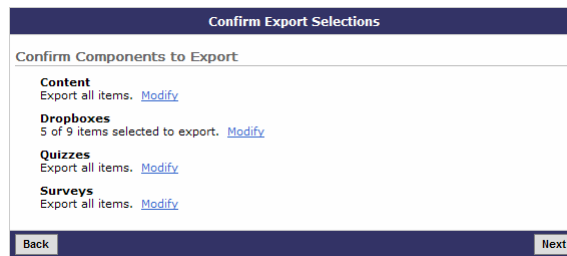 Confirm Export Selections
Confirm Components to Export
Content
Export all items. Modify
Dropboxes
5 of 9 items selected to export. Modify
Quizzes
Export all items. Modify
Surveys
Export all items. Modify
Back Next